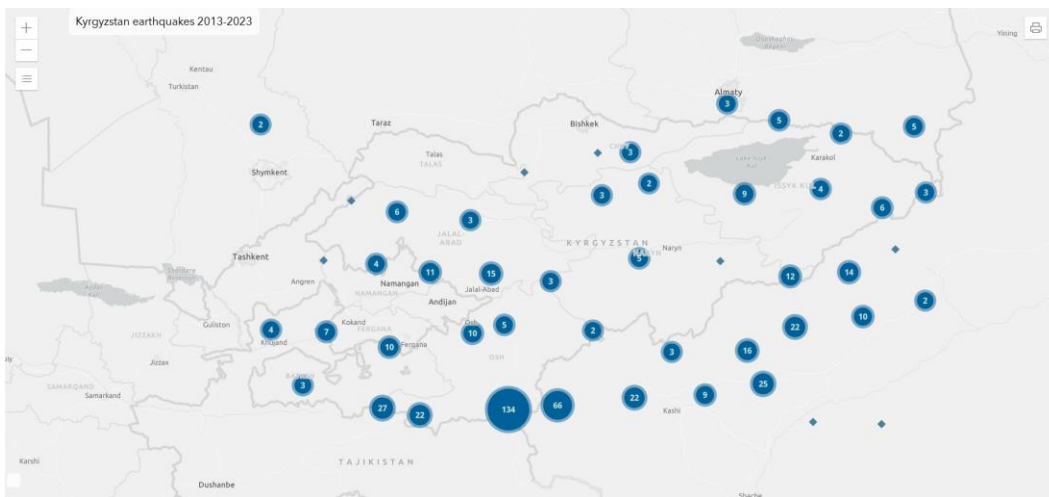 Kyrgyzstan earthquakes 2013-2023
Yining
Kentau
Turkistan
Almaty
3
2
Taraz
Bishkek
5
2
5
3
Talas
TALAS
Karakol
Shymkent
2
3
9
4
ISSYK KUL
6
3
6
3
JALAL-
ABAD
KYRGYZSTAN
Naryn
5
Tashkent
4
11
15
3
12
14
Angren
Namangan
NAMANGAN
Jalal-Abad
Andijan
10
2
Guliston
Kokand
FERGANA
Osh
5
2
22
4
7
10
JIZZAKH
Khujand
10
Fergana
OSH
3
16
Jizzax
3
25
SAMARQAND
Samarkand
27
22
134
66
22
9
Kashi
Karshi
TAJIKISTAN
Dushanbe
Shache